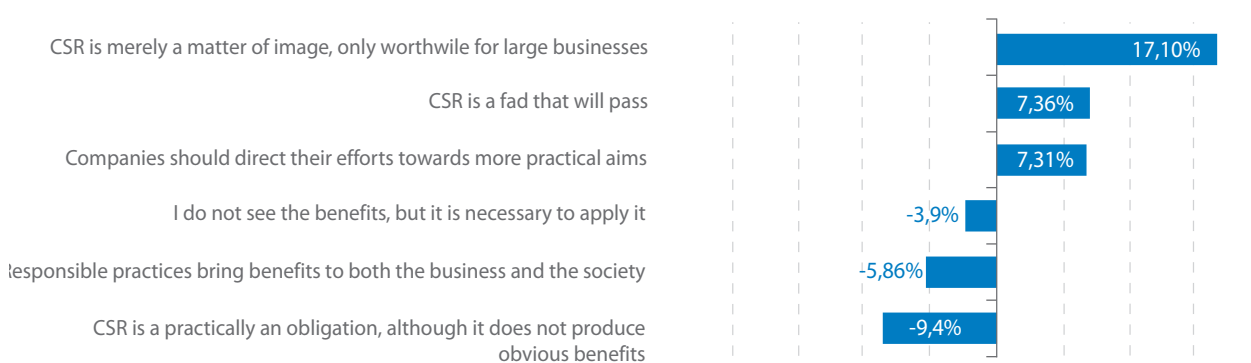 CSR is merely a matter of image, only worthwile for large businesses
17,10%
CSR is a fad that will pass
7,36%
Companies should direct their efforts towards more practical aims
7,31%
I do not see the benefits, but it is necessary to apply it
-3,9%
esponsible practices bring benefits to both the business and the society
-5,86%
CSR is a practically an obligation, although it does not produce
obvious benefits
-9,4%